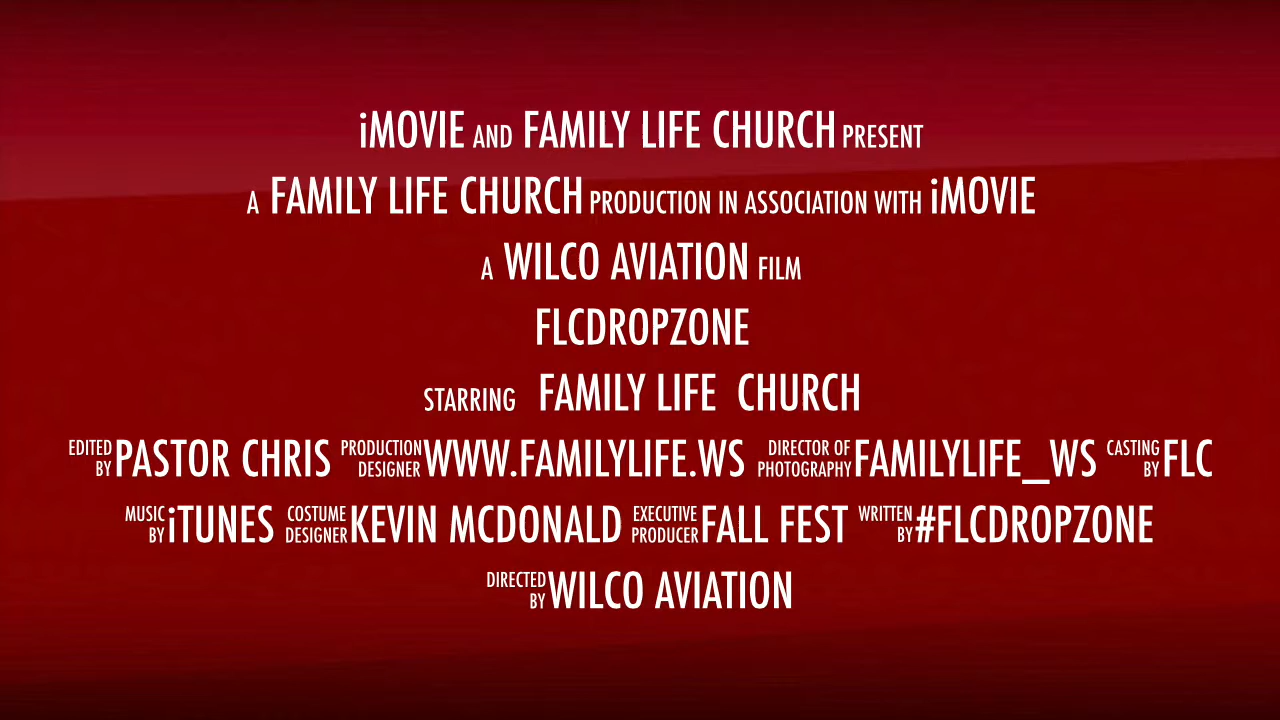 iMOVIE AND FAMILY LIFE CHURCH PRESENT
A FAMILY LIFE CHURCH PRODUCTION IN ASSOCIATION WITH iMOVIE
A WILCO AVIATION FILM
FLCDROPZONE
STARRING FAMILY LIFE CHURCH
EDITED BY PASTOR CHRIS PRODUCTION DESIGNER WWW.FAMILYLIFE.WS DIRECTOR OF PHOTOGRAPHY FAMILYLIFE_WS CASTING BY FLC
MUSIC BY iTUNES COSTUME DESIGNER KEVIN MCDONALD EXECUTIVE PRODUCER FALL FEST WRITTEN BY #FLCDROPZONE
DIRECTED BY WILCO AVIATION